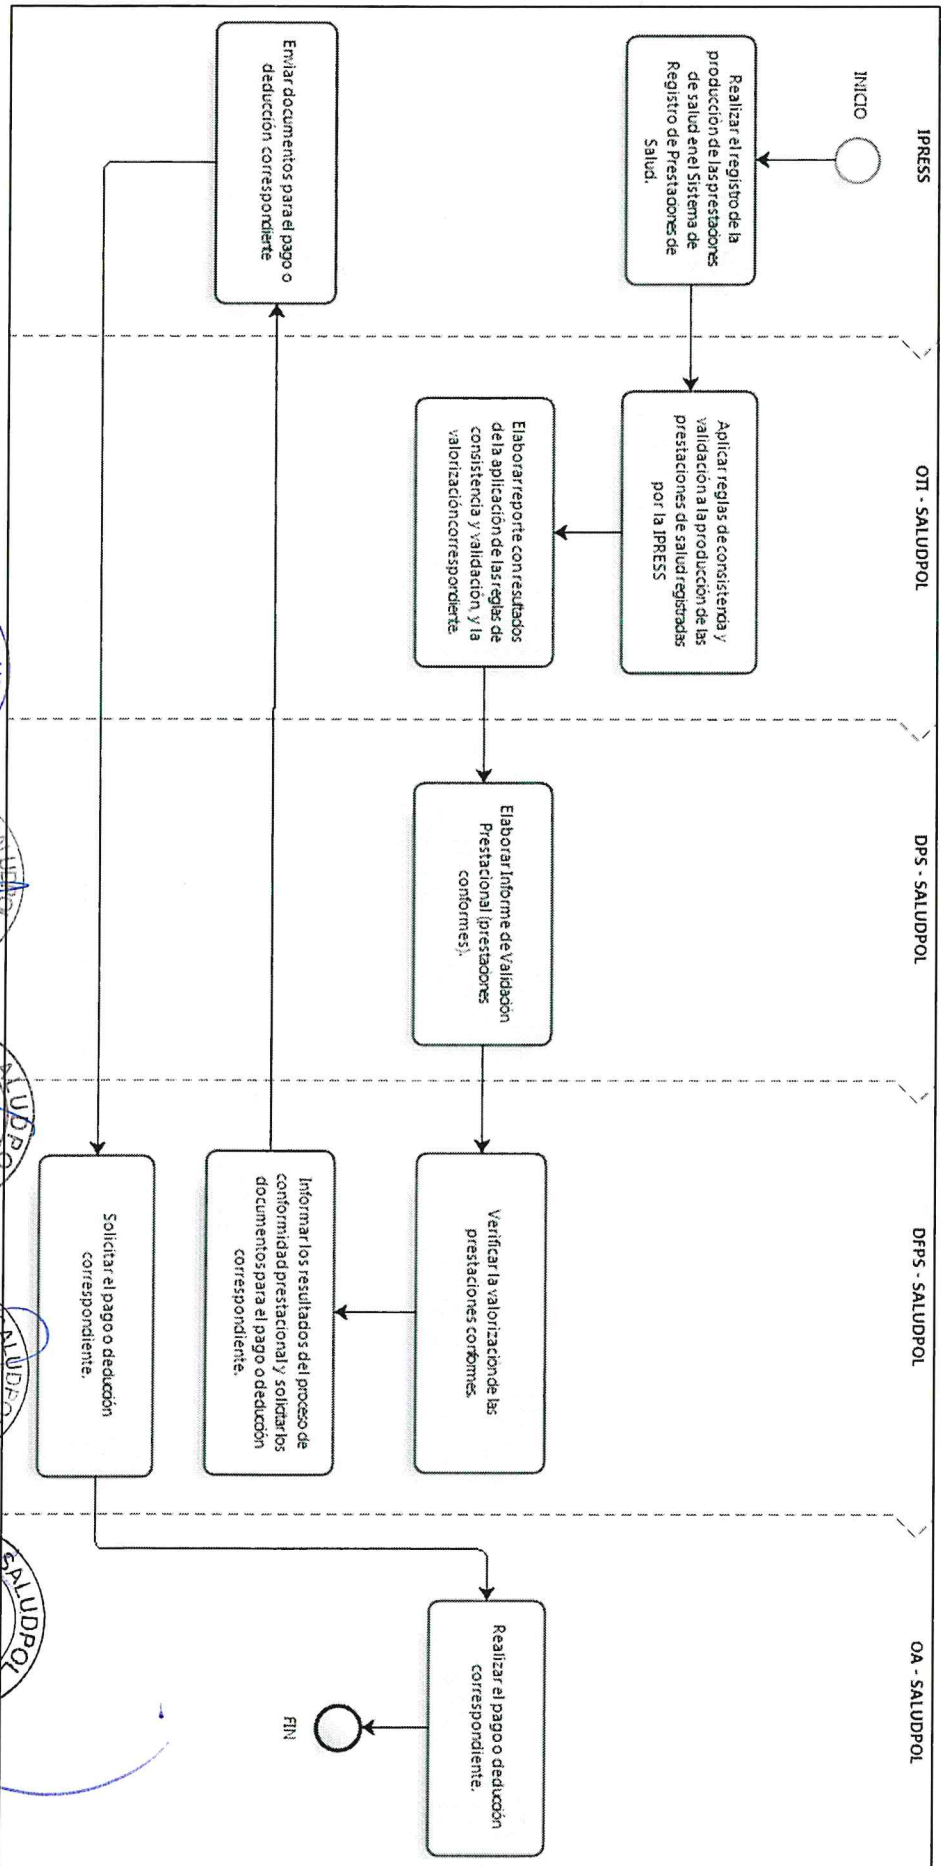 IPRESS
INICIO
Realizar el registro de la
producción de las prestaciones
de salud en el Sistema de
Registro de Prestaciones de
Salud.
Enviar documentos para el pago o
deducción correspondiente
OTI - SALUDPOL
Aplicar reglas de consistencia y
validación a la producción de las
prestaciones de salud registradas
por la IPRESS
Elaborar reporte con resultados
de la aplicación de las reglas de
consistencia y validación, y la
valorización correspondiente.
DPS - SALUDPOL
Elaborar Informe de Validación
Prestacional (prestaciones
conformes).
DFPS - SALUDPOL
Verificar la valorización de las
prestaciones conformes.
Informar los resultados del proceso de
conformidad prestacional y solicitar los
documentos para el pago o deducción
correspondiente.
Solicitar el pago o deducción
correspondiente.
OA - SALUDPOL
Realizar el pago o deducción
correspondiente.
FIN
SALUDPOL